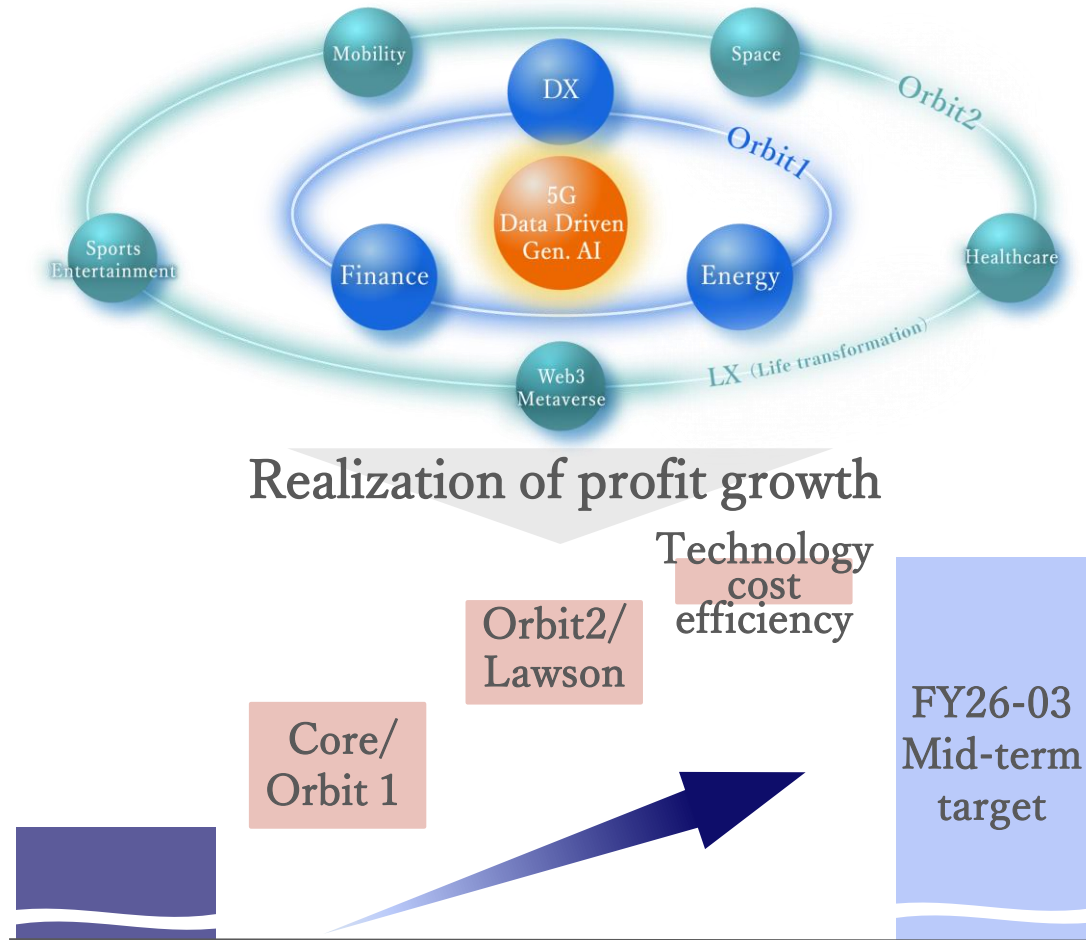 Mobility
Space
DX
Orbit2
Orbit1
5G
Data Driven
Gen. AI
Sports
Entertainment
Finance
Energy
Healthcare
LX (Life transformation)
Web3
Metaverse
Realization of profit growth
Technology
cost
efficiency
Orbit2/
Lawson
Core/
Orbit 1
FY26-03
Mid-term
target